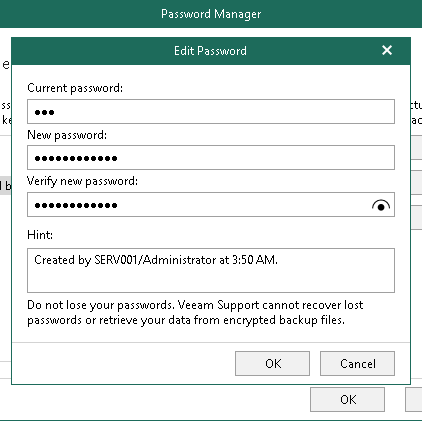 Password Manager
Edit Password
Current password:
●●●
New password:
●●●●●●●●●●●●
Verify new password:
●●●●●●●●●●●●
Hint:
Created by SERV001/Administrator at 3:50 AM.
Do not lose your passwords. Veeam Support cannot recover lost
passwords or retrieve your data from encrypted backup files.
OK
Cancel
OK